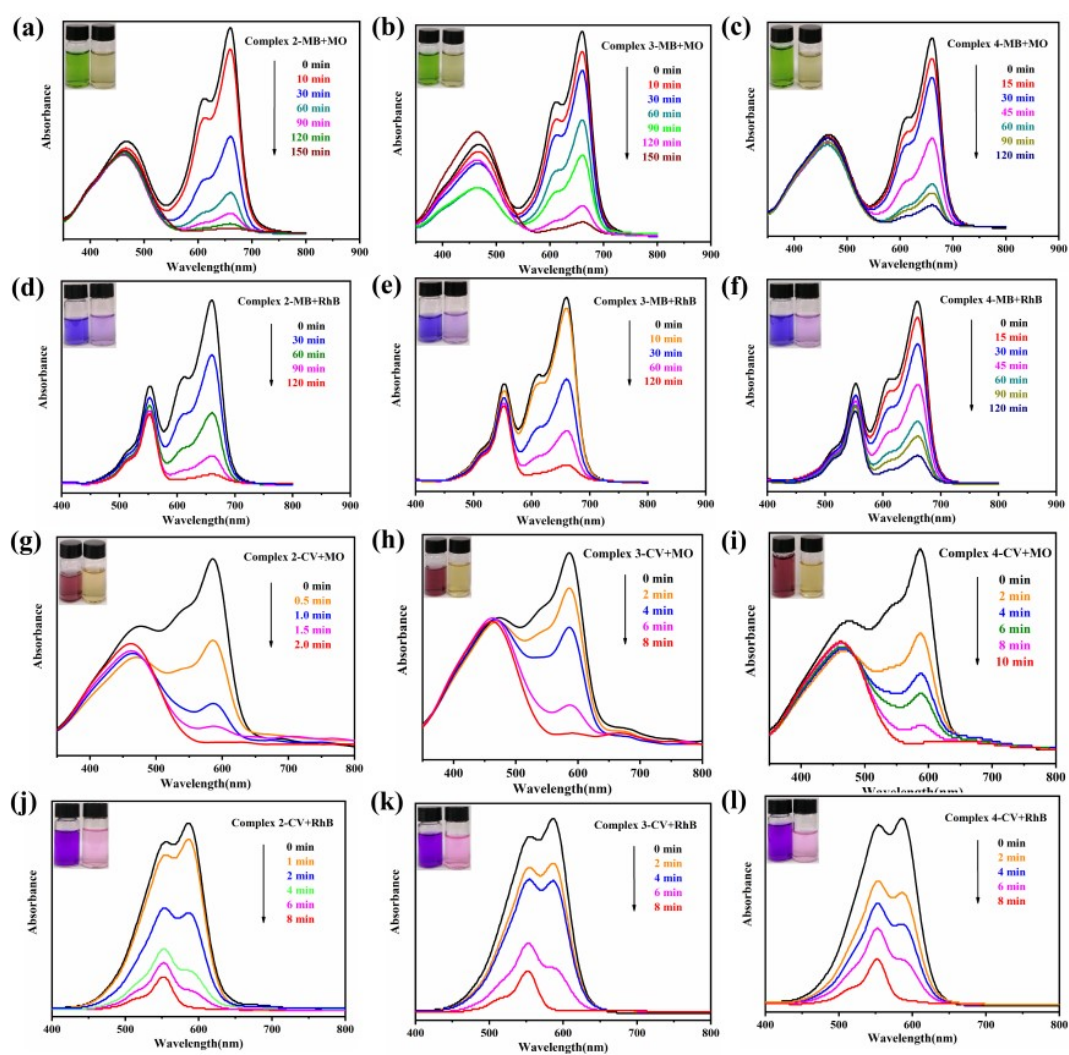 (a)
Complex 2-MB+MO
0 min
10 min
30 min
60 min
90 min
120 min
150 min
Absorbance
400 500 600 700 800 900
Wavelength(nm)
(b)
Complex 3-MB+MO
0 min
10 min
30 min
60 min
90 min
120 min
150 min
Absorbance
400 500 600 700 800 900
Wavelength(nm)
(c)
Complex 4-MB+MO
0 min
15 min
30 min
45 min
60 min
90 min
120 min
Absorbance
400 500 600 700 800 900
Wavelength(nm)
(d)
Complex 2-MB+RhB
0 min
30 min
60 min
90 min
120 min
Absorbance
400 500 600 700 800 900
Wavelength(nm)
(e)
Complex 3-MB+RhB
0 min
10 min
30 min
60 min
120 min
Absorbance
400 500 600 700 800 900
Wavelength(nm)
(f)
Complex 4-MB+RhB
0 min
15 min
30 min
45 min
60 min
90 min
120 min
Absorbance
400 500 600 700 800 900
Wavelength(nm)
(g)
Complex 2-CV+MO
0 min
0.5 min
1.0 min
1.5 min
2.0 min
Absorbance
400 500 600 700 800
Wavelength(nm)
(h)
Complex 3-CV+MO
0 min
2 min
4 min
6 min
8 min
Absorbance
400 500 600 700 800
Wavelength(nm)
(i)
Complex 4-CV+MO
0 min
2 min
4 min
6 min
8 min
10 min
Absorbance
400 500 600 700 800
Wavelength(nm)
(j)
Complex 2-CV+RhB
0 min
1 min
2 min
4 min
6 min
8 min
Absorbance
400 500 600 700 800
Wavelength(nm)
(k)
Complex 3-CV+RhB
0 min
2 min
4 min
6 min
8 min
Absorbance
400 500 600 700 800
Wavelength(nm)
(l)
Complex 4-CV+RhB
0 min
2 min
4 min
6 min
8 min
Absorbance
400 500 600 700 800
Wavelength(nm)